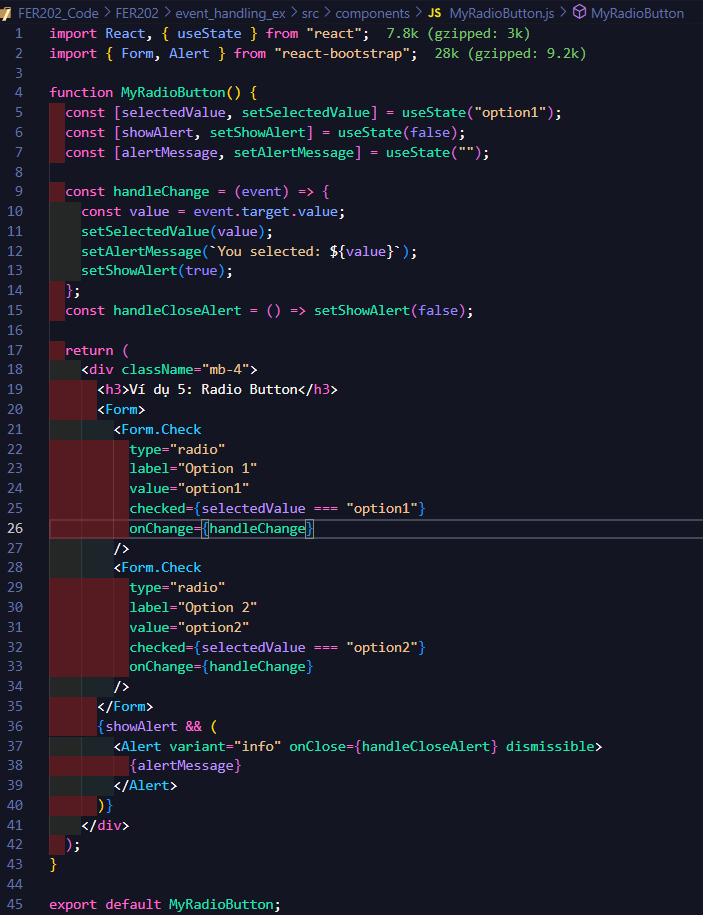 FER202_Code > FER202 > event_handling_ex > src > components > JS MyRadioButton.js > MyRadioButton
1 import React, { useState } from "react"; 7.8k (gzipped: 3k)
2 import { Form, Alert } from "react-bootstrap"; 28k (gzipped: 9.2k)
3
4 function MyRadioButton() {
5   const [selectedValue, setSelectedValue] = useState("option1");
6   const [showAlert, setShowAlert] = useState(false);
7   const [alertMessage, setAlertMessage] = useState("");
8
9   const handleChange = (event) => {
10     const value = event.target.value;
11     setSelectedValue(value);
12     setAlertMessage(`You selected: ${value}`);
13     setShowAlert(true);
14   };
15   const handleCloseAlert = () => setShowAlert(false);
16
17   return (
18     <div className="mb-4">
19       <h3>Ví dụ 5: Radio Button</h3>
20       <Form>
21         <Form.Check
22           type="radio"
23           label="Option 1"
24           value="option1"
25           checked={selectedValue === "option1"}
26           onChange={handleChange}
27         />
28         <Form.Check
29           type="radio"
30           label="Option 2"
31           value="option2"
32           checked={selectedValue === "option2"}
33           onChange={handleChange}
34         />
35       </Form>
36       {showAlert && (
37         <Alert variant="info" onClose={handleCloseAlert} dismissible>
38           {alertMessage}
39         </Alert>
40       )}
41     </div>
42   );
43 }
44
45 export default MyRadioButton;